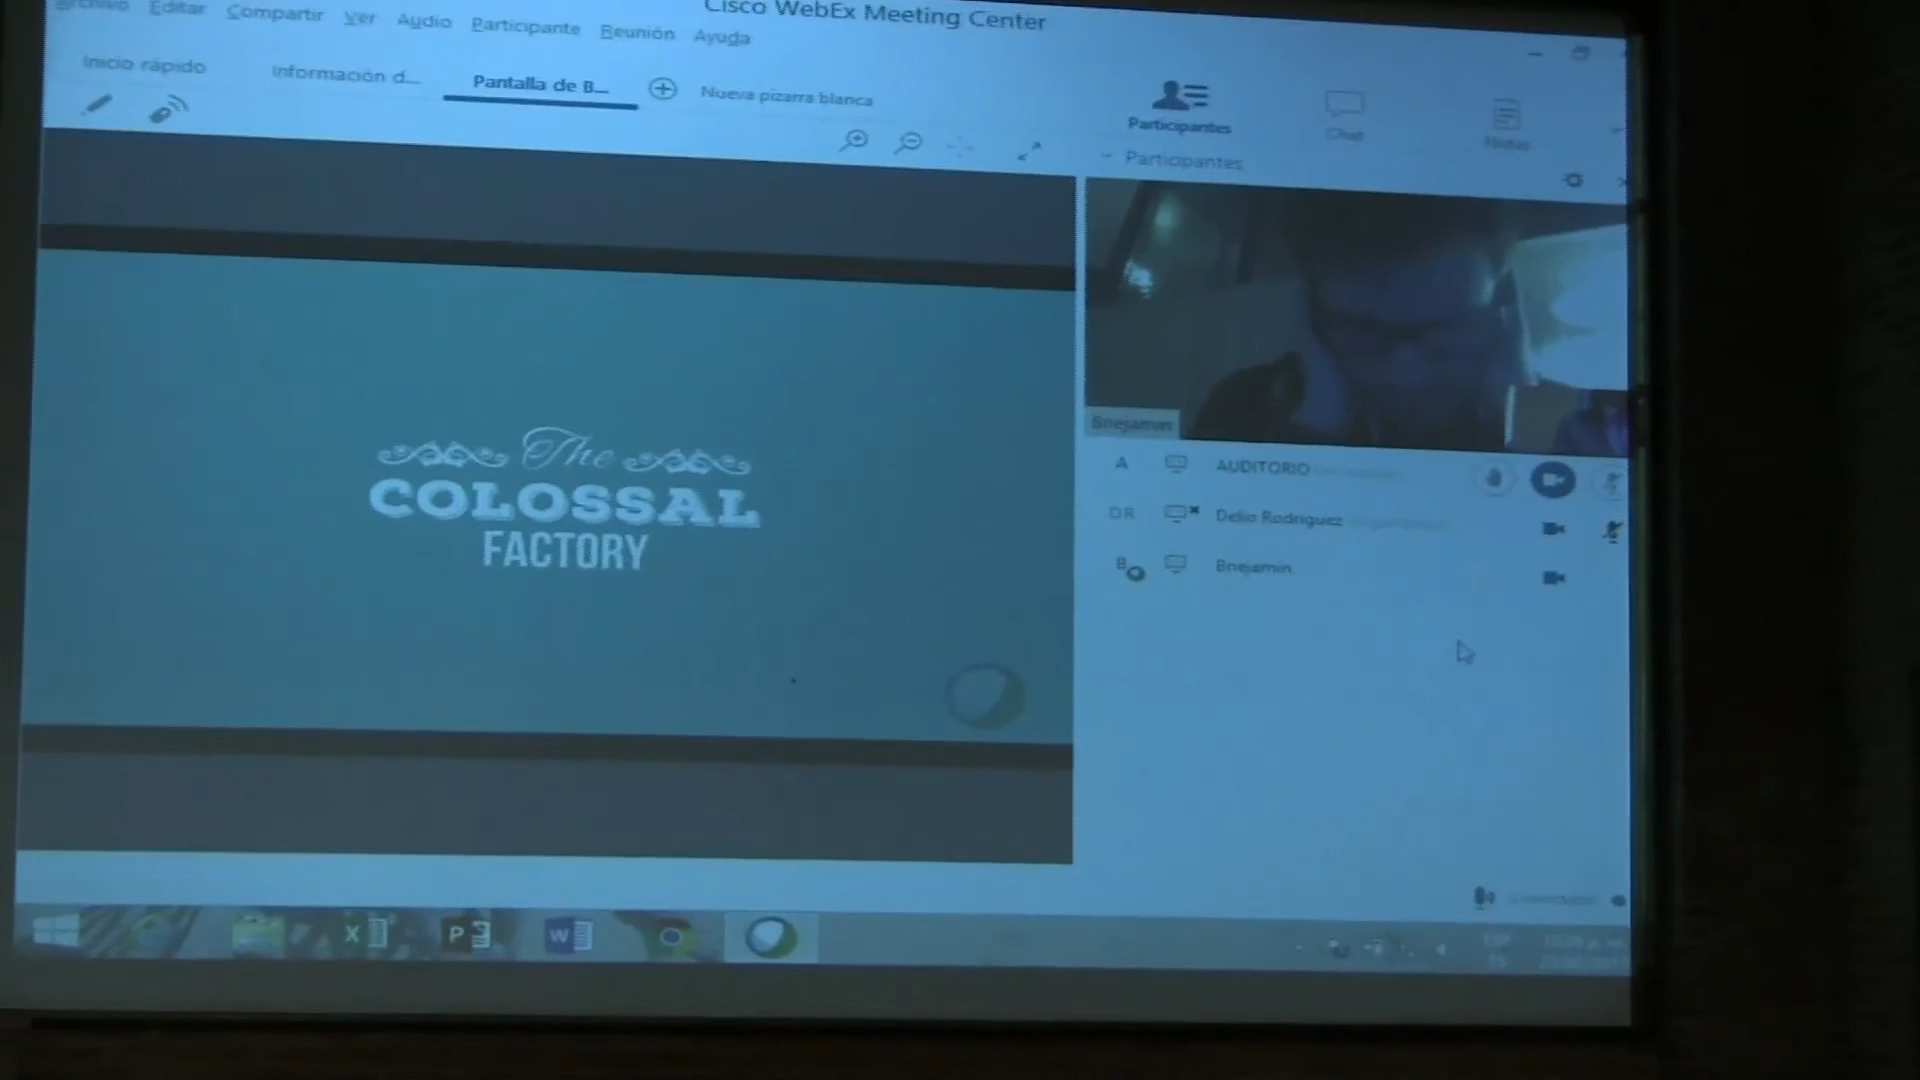 Cisco WebEx Meeting Center
Archivo Editar Compartir Ver Audio Participante Reunión Ayuda
Inicio rápido Información d... Pantalla de B... Nueva pizarra blanca
Participantes Chat Notas
Participantes
The
COLOSSAL
FACTORY
Bnejamin
A AUDITORIO
DR Delio Rodriguez
B Bnejamin